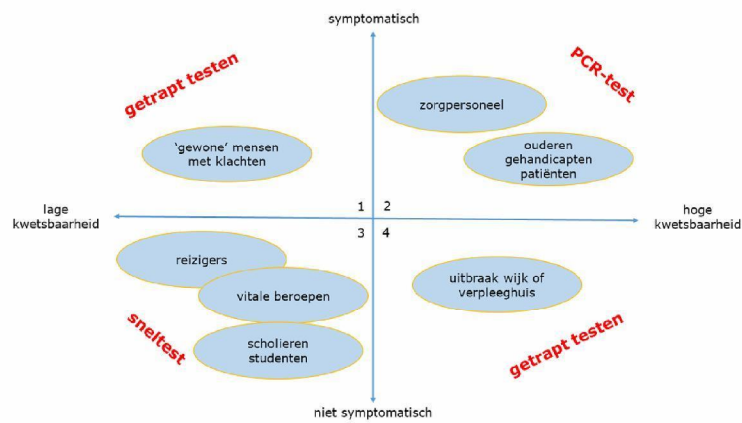 symptomatisch
getrapt testen
PCR-test
zorgpersoneel
‘gewone’ mensen
met klachten
ouderen
gehandicapten
patiënten
lage
kwetsbaarheid
1 2
3 4
hoge
kwetsbaarheid
reizigers
vitale beroepen
scholieren
studenten
sneltest
uitbraak wijk of
verpleeghuis
getrapt testen
niet symptomatisch